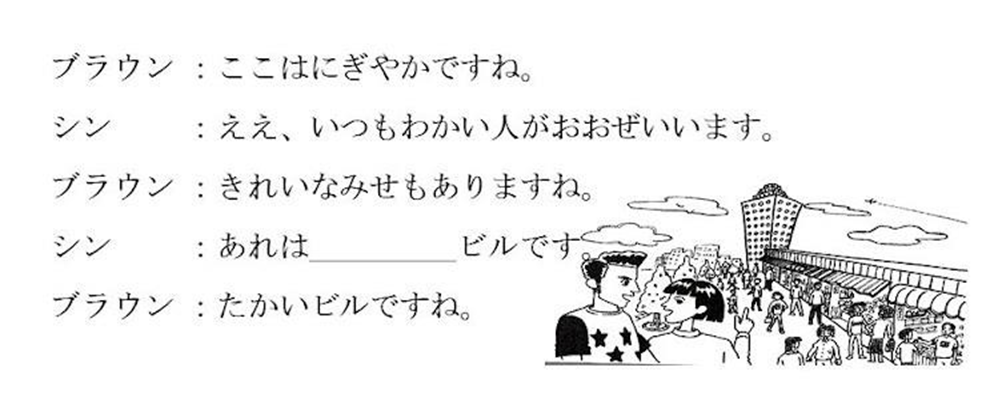 ブラウン：ここはにぎやかですね。
シン：ええ、いつもわかい人がおおぜいいます。
ブラウン：きれいなみせもありますね。
シン：あれは＿＿＿＿＿ビルです
ブラウン：たかいビルですね。